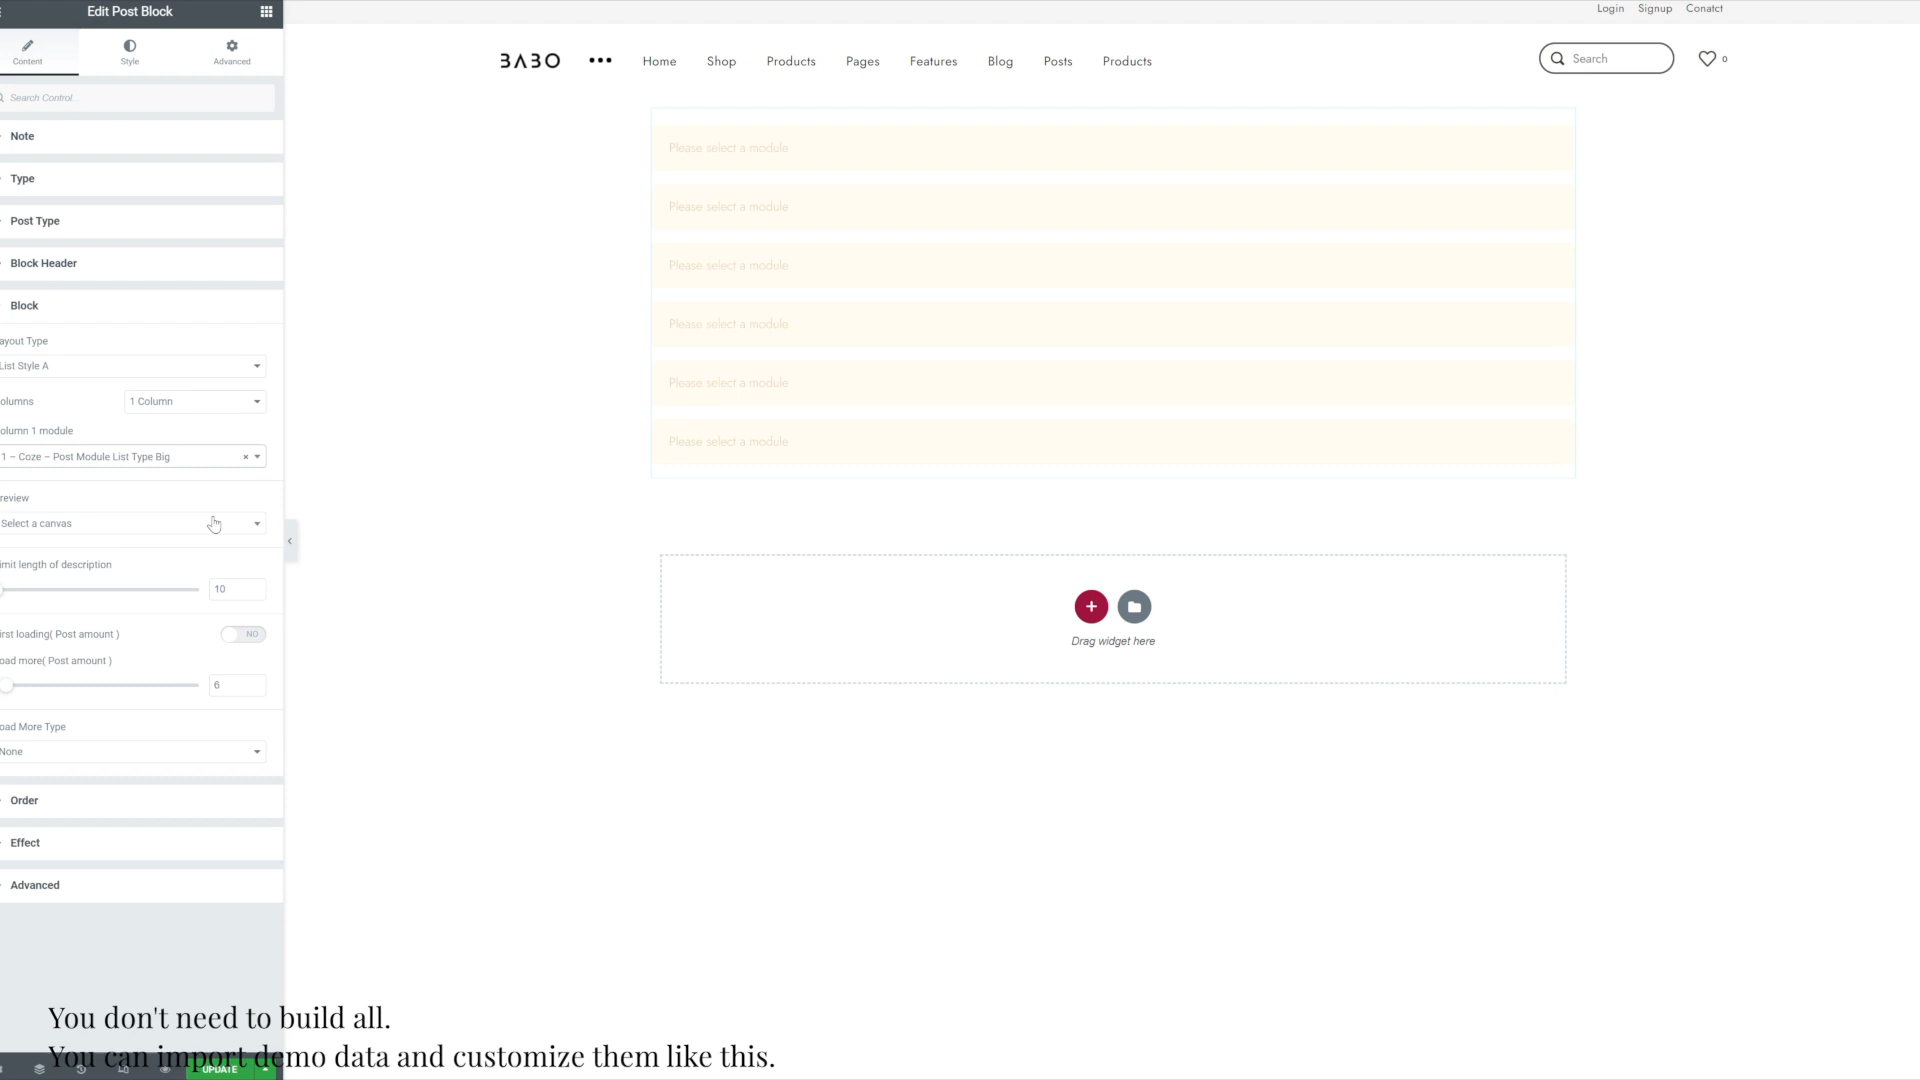 Edit Post Block
Content
Style
Advanced
Search Control...
Note
Type
Post Type
Block Header
Block
ayout Type
List Style A
olumns
1 Column
olumn 1 module
1 – Coze – Post Module List Type Big
× 
review
Select a canvas
imit length of description
10
irst loading( Post amount )
NO
oad more( Post amount )
6
oad More Type
None
Order
Effect
Advanced
UPDATE
Login Signup Conatct
BABO
Home Shop Products Pages Features Blog Posts Products
Search
0
Please select a module
Please select a module
Please select a module
Please select a module
Please select a module
Please select a module
Drag widget here
You don't need to build all.
You can import demo data and customize them like this.